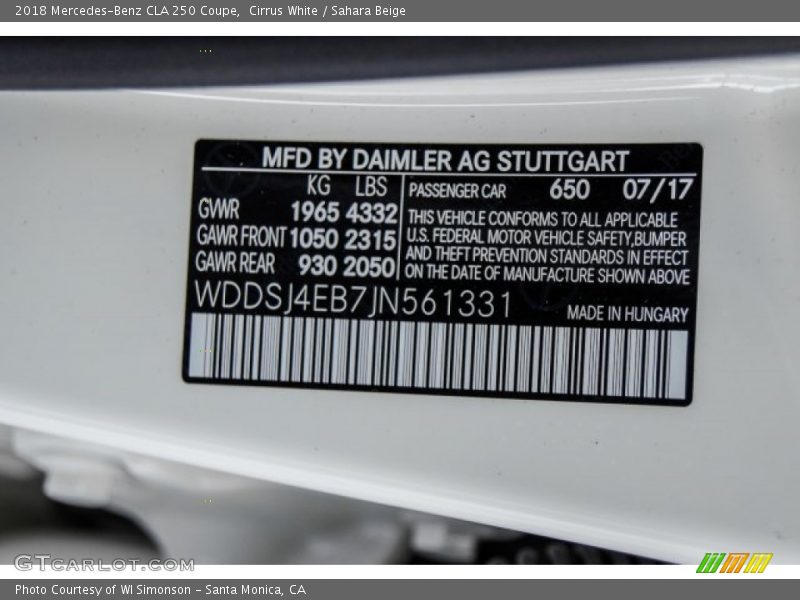 2018 Mercedes-Benz CLA 250 Coupe, Cirrus White / Sahara Beige
MFD BY DAIMLER AG STUTTGART
KG LBS
GVWR 1965 4332
GAWR FRONT 1050 2315
GAWR REAR 930 2050
PASSENGER CAR 650 07/17
THIS VEHICLE CONFORMS TO ALL APPLICABLE
U.S. FEDERAL MOTOR VEHICLE SAFETY,BUMPER
AND THEFT PREVENTION STANDARDS IN EFFECT
ON THE DATE OF MANUFACTURE SHOWN ABOVE
WDDSJ4EB7JN561331
MADE IN HUNGARY
GTCARLOT.COM
Photo Courtesy of WI Simonson - Santa Monica, CA